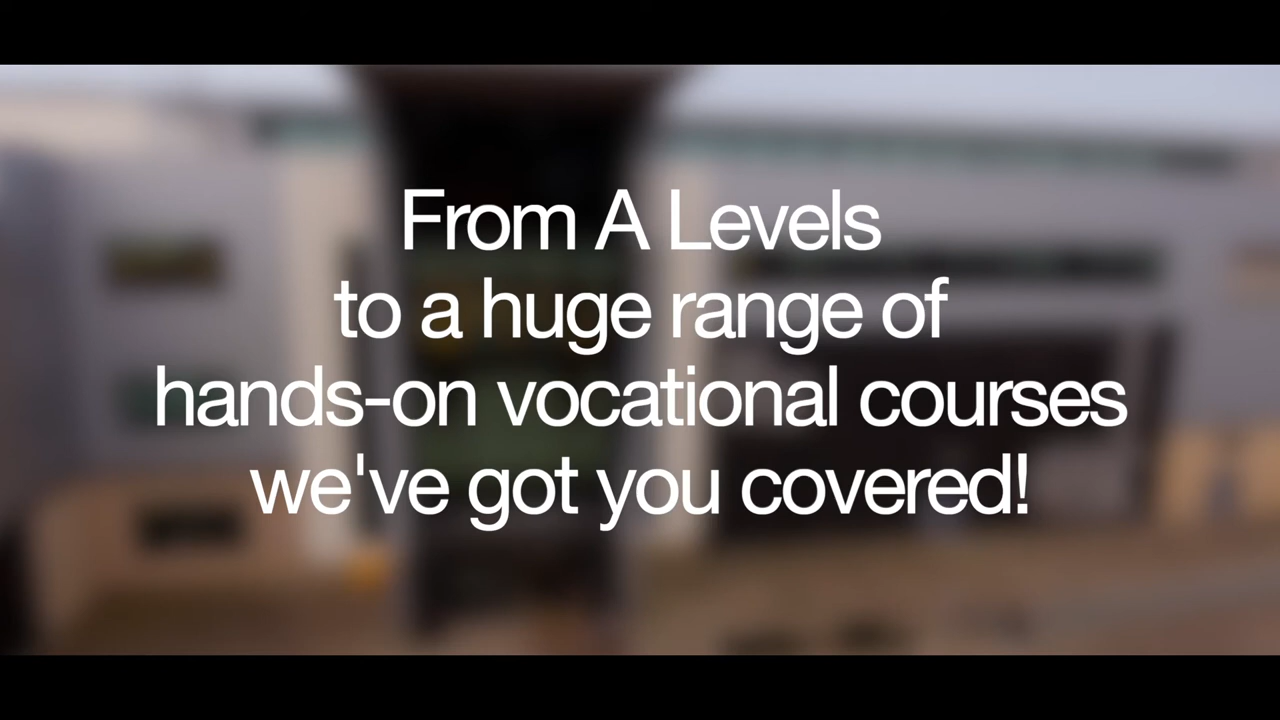 From A Levels
to a huge range of
hands-on vocational courses
we've got you covered!